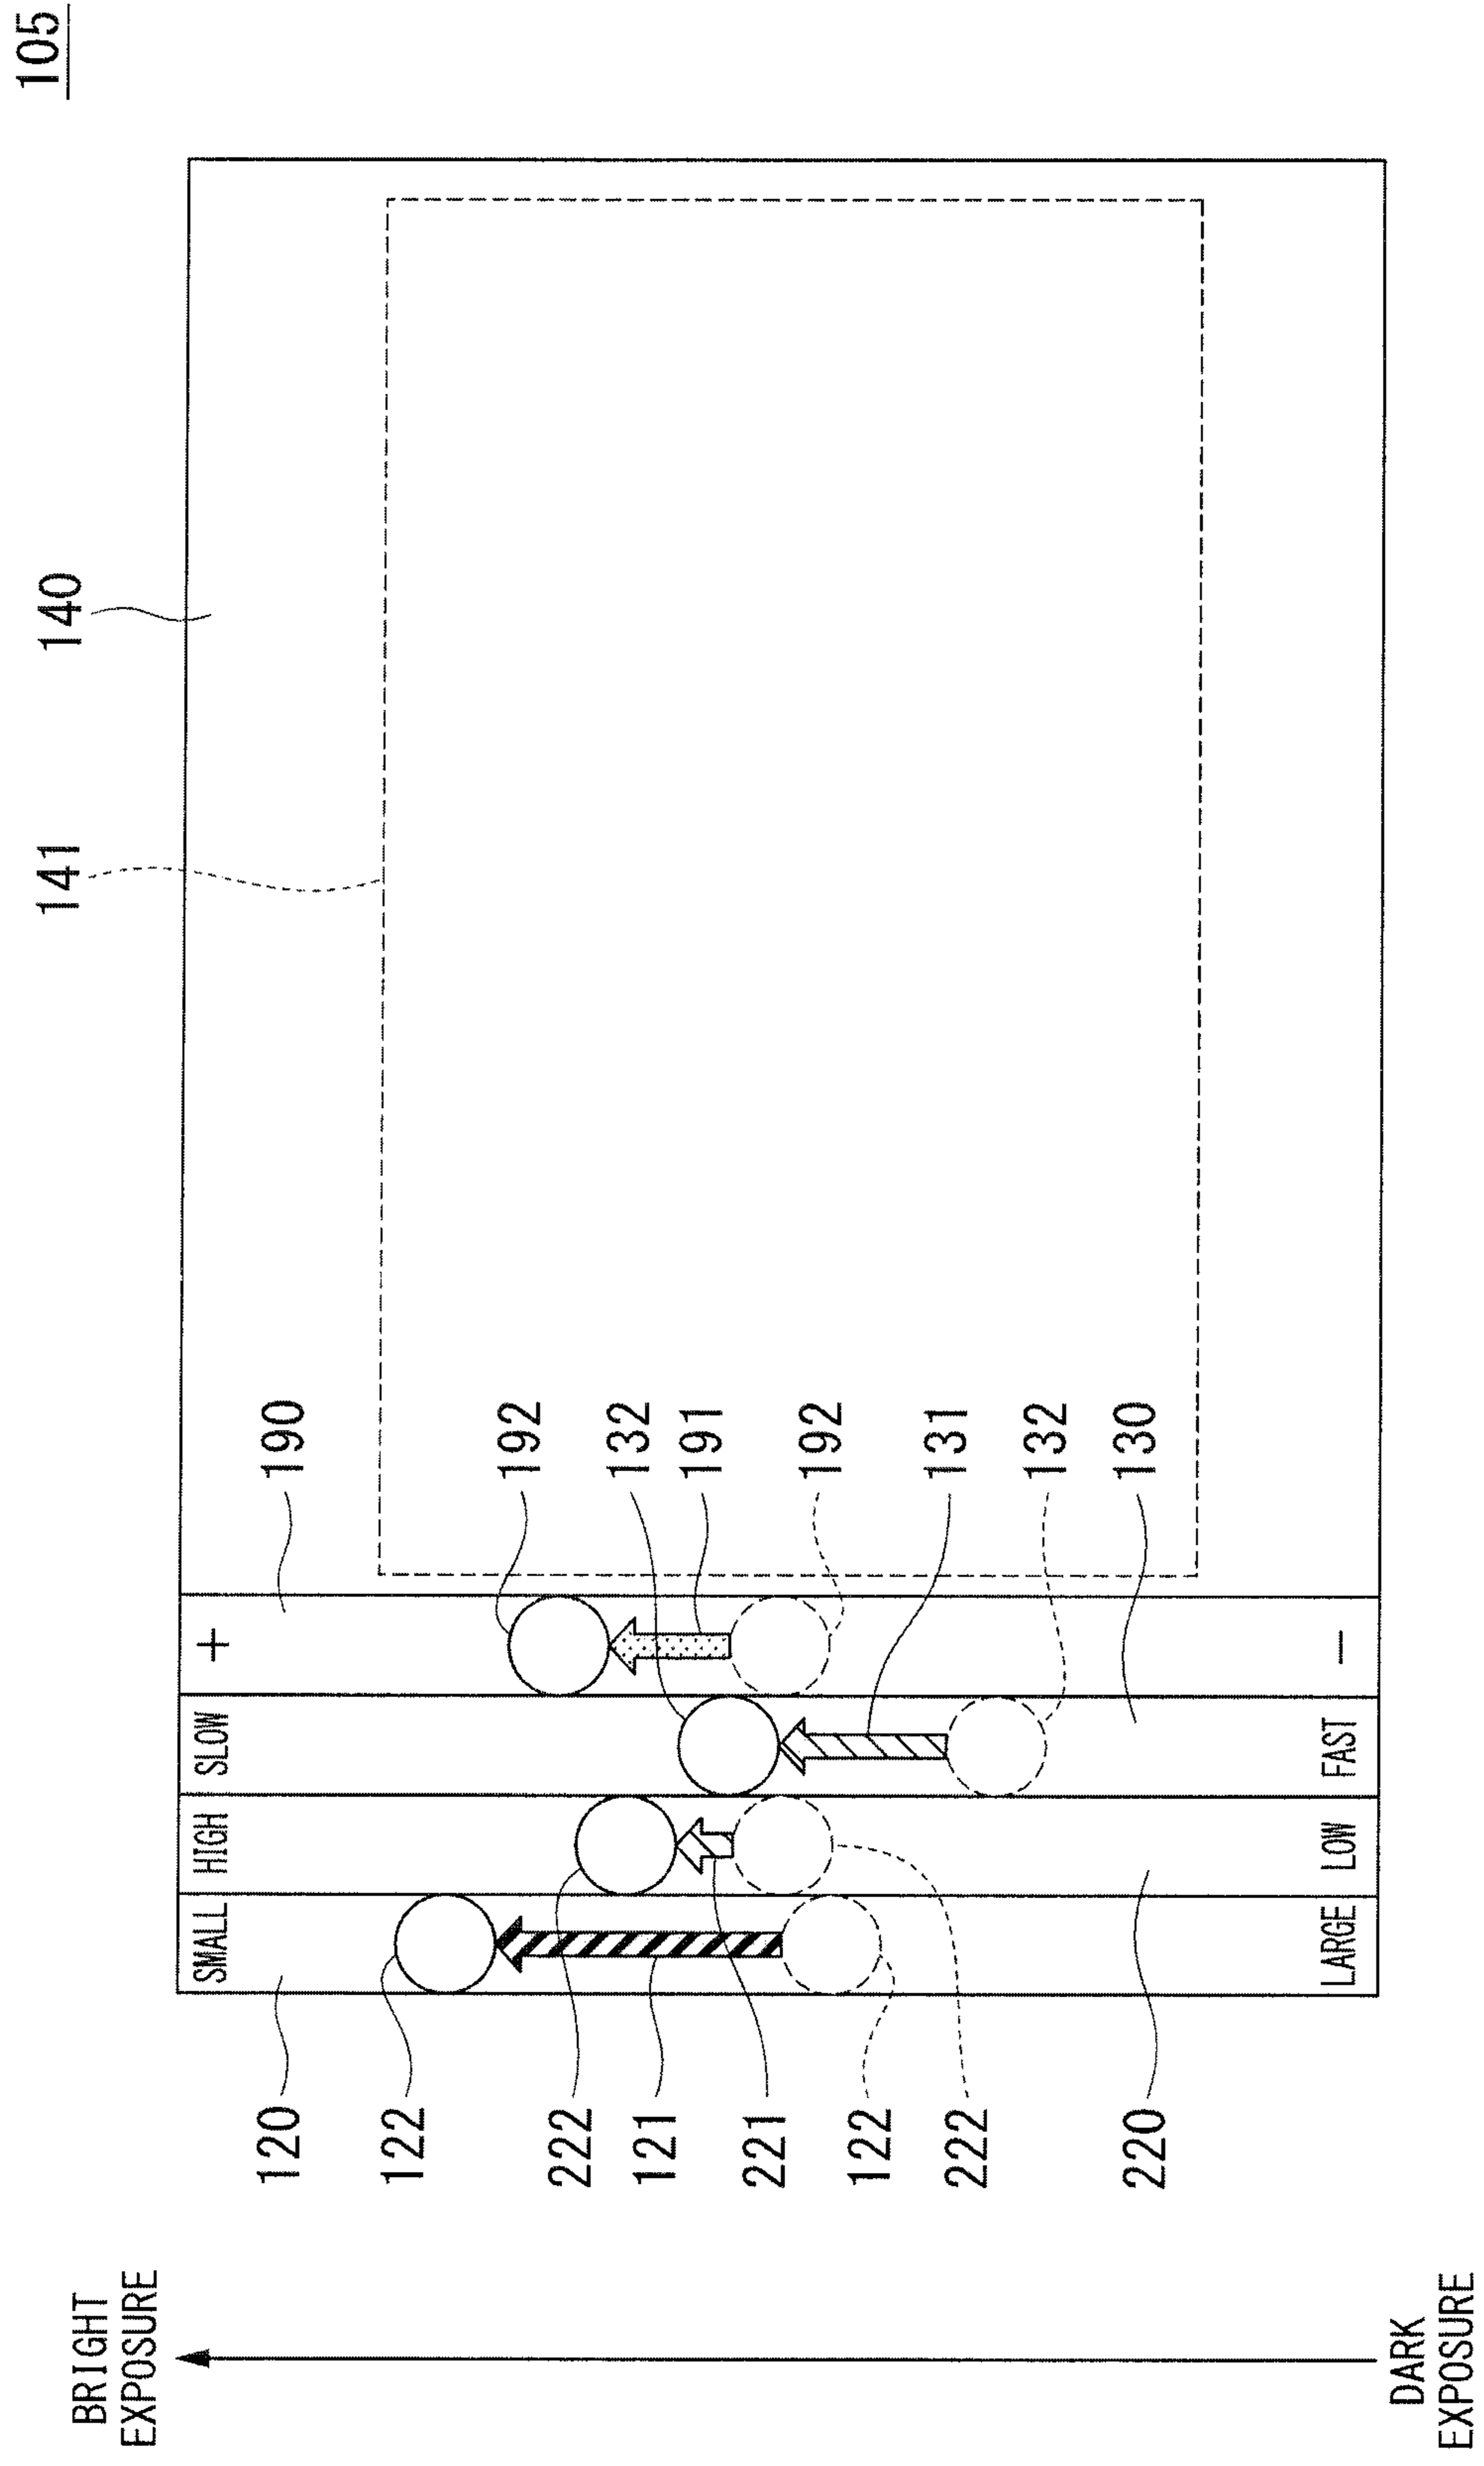 105
141
140
BRIGHT
EXPOSURE
SMALL
HIGH
SLOW
+
120
190
122
192
222
132
121
191
221
192
122
131
222
132
220
130
LARGE
LOW
FAST
−
DARK
EXPOSURE